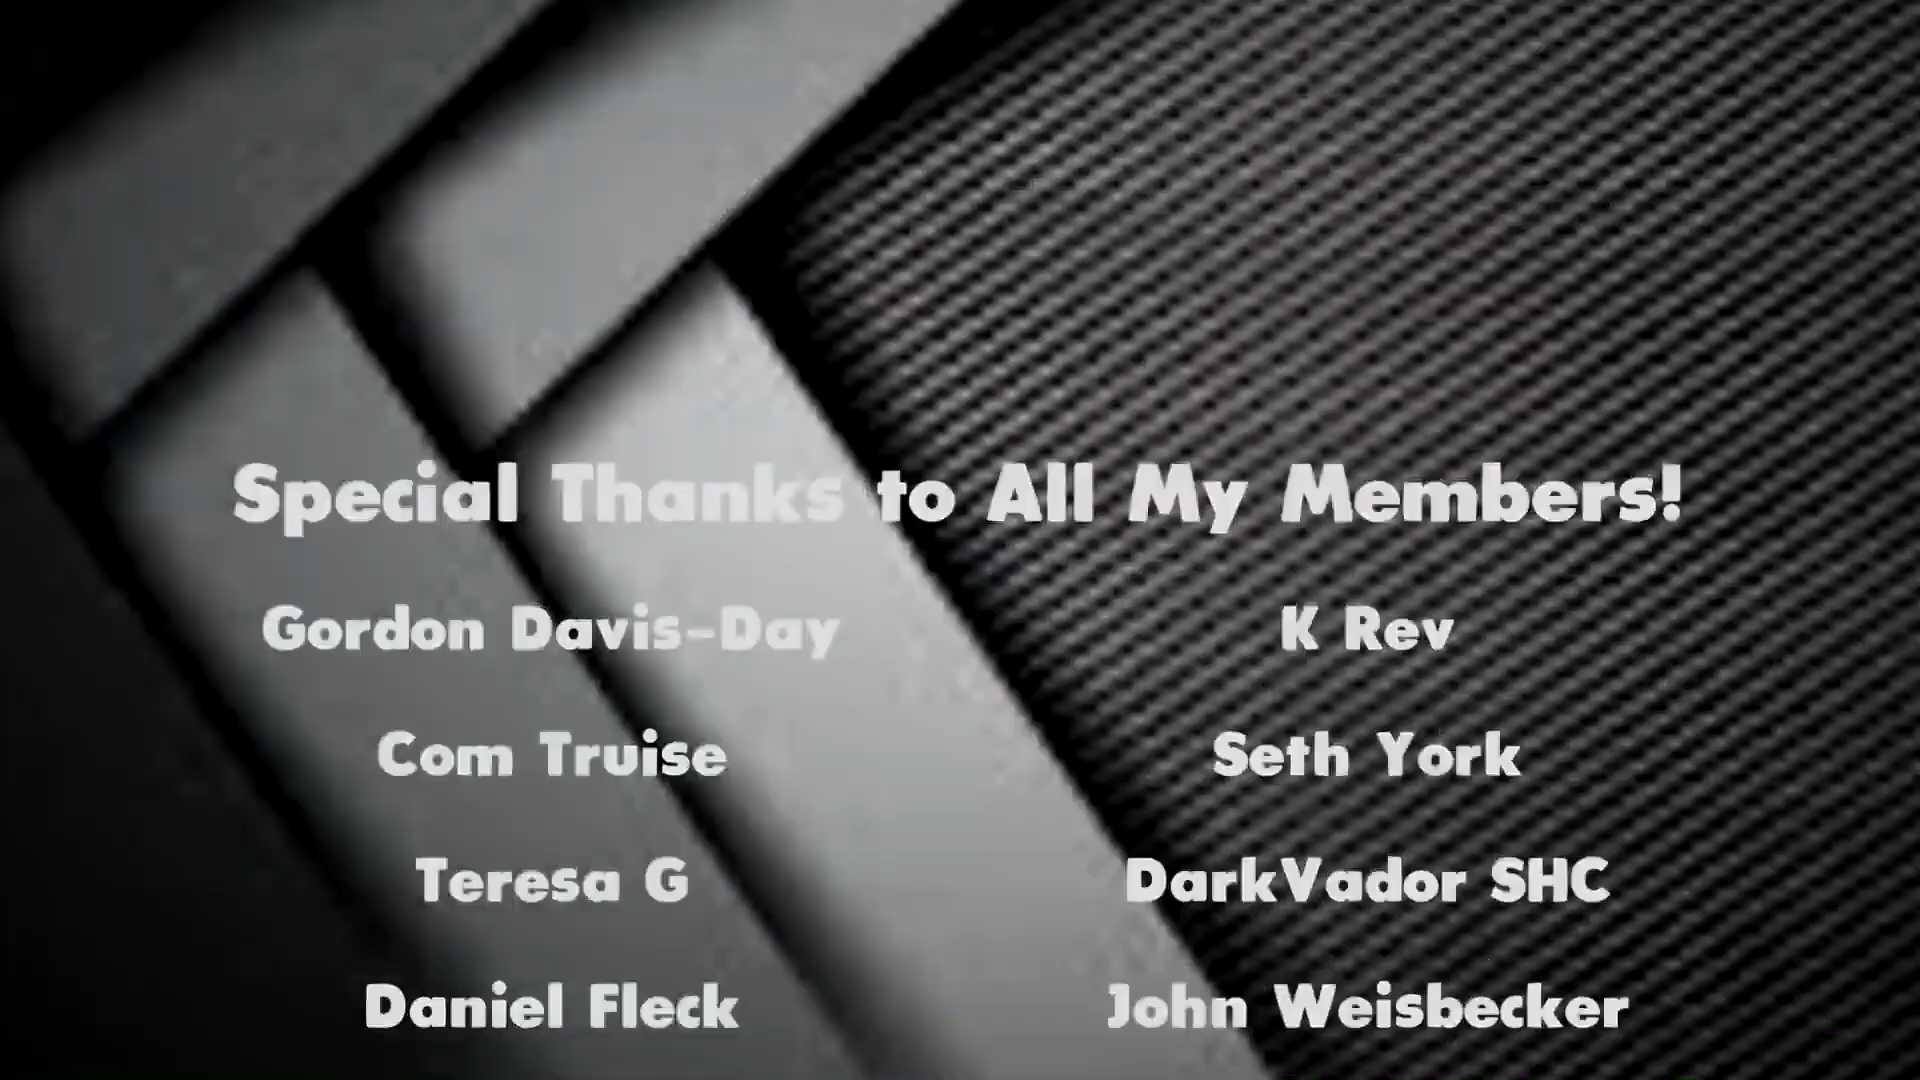 Special Thanks to All My Members!
Gordon Davis-Day
K Rev
Com Truise
Seth York
Teresa G
DarkVador SHC
Daniel Fleck
John Weisbecker